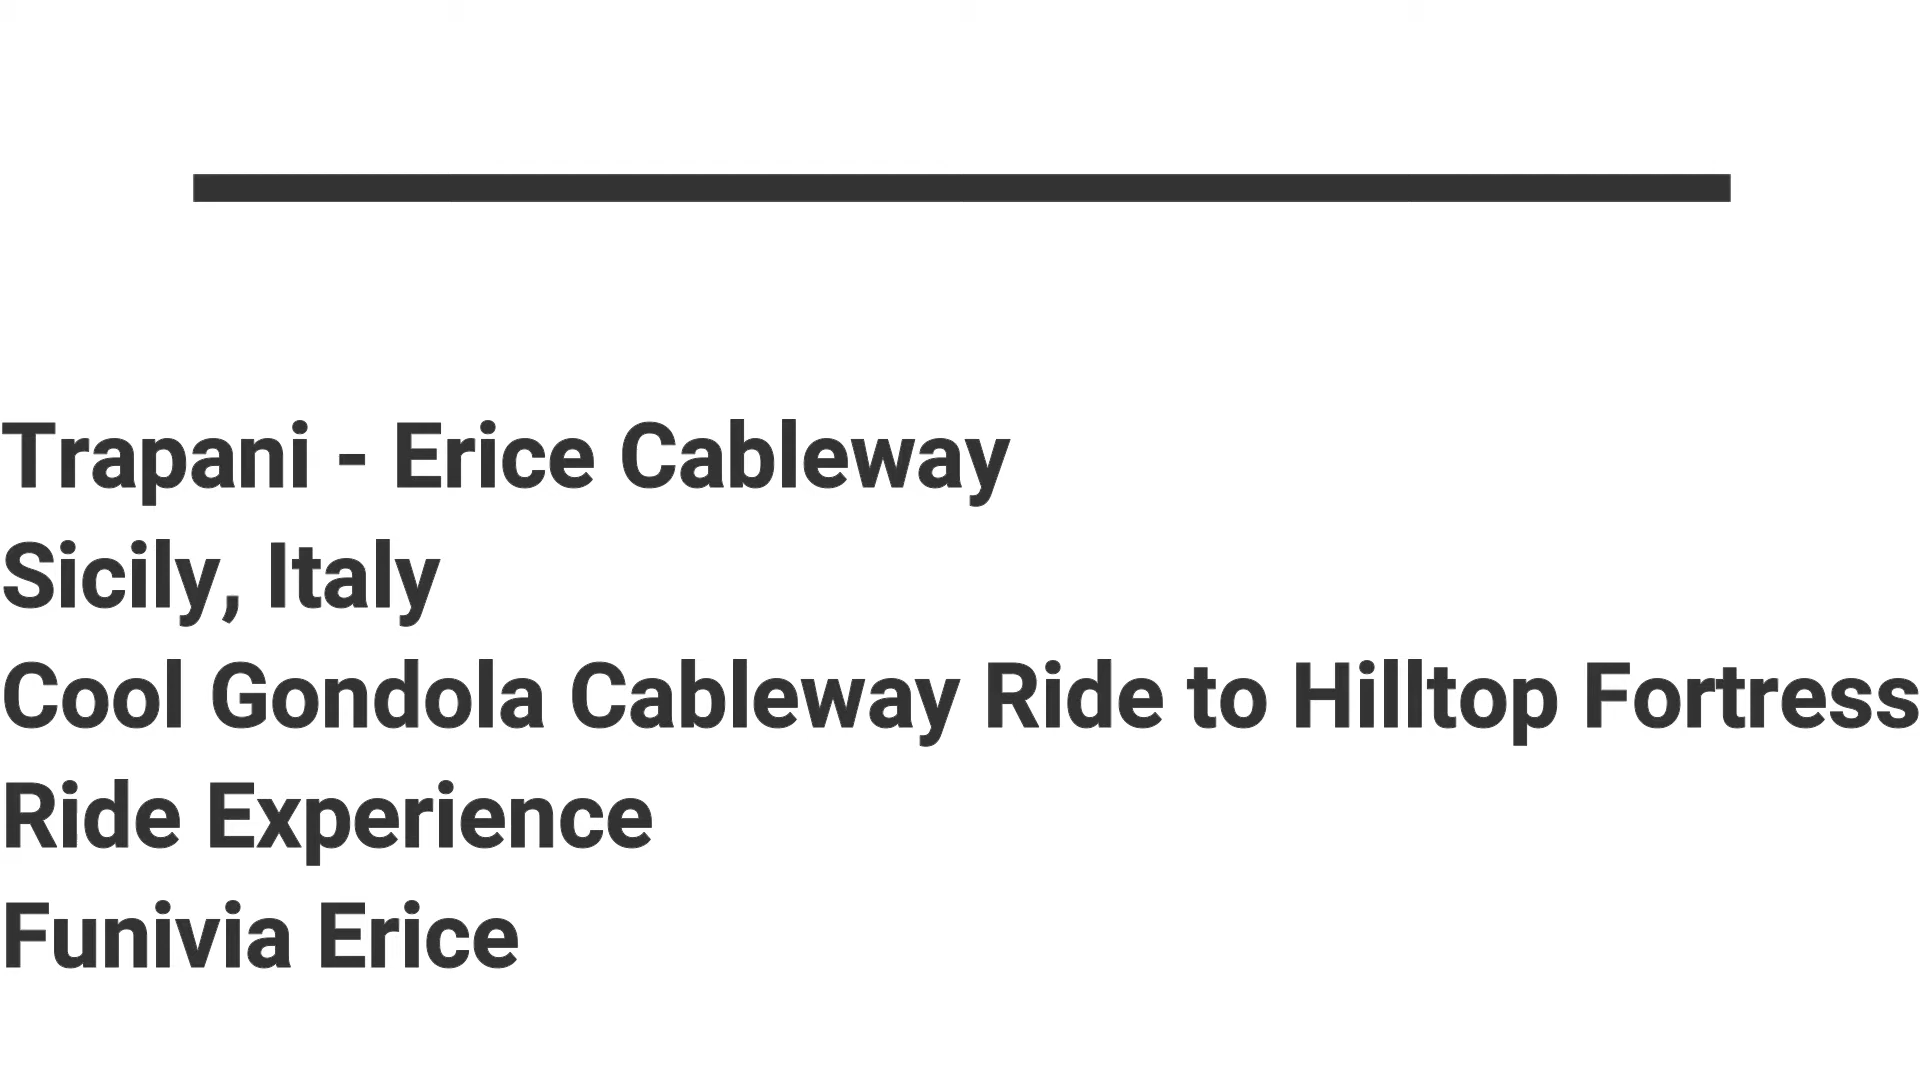 Trapani - Erice Cableway
Sicily, Italy
Cool Gondola Cableway Ride to Hilltop Fortress
Ride Experience
Funivia Erice